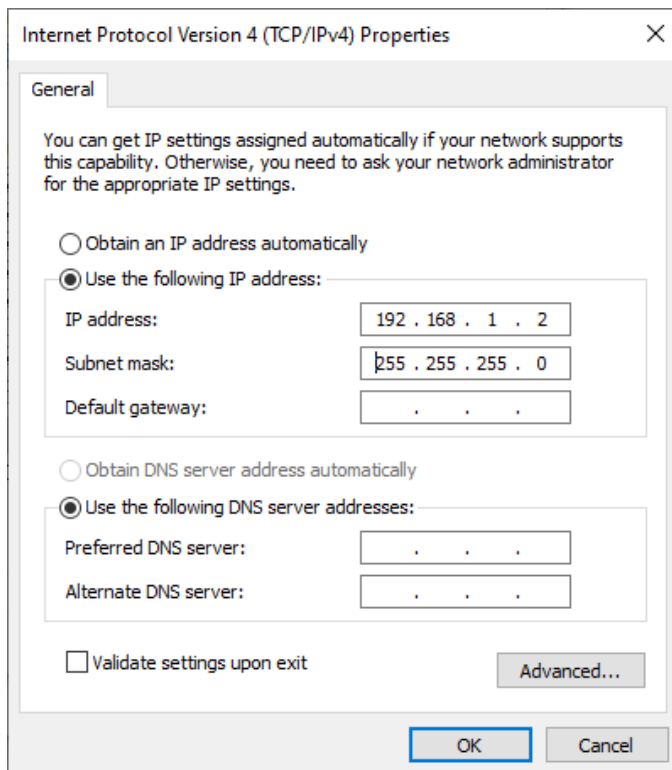 Internet Protocol Version 4 (TCP/IPv4) Properties
General
You can get IP settings assigned automatically if your network supports
this capability. Otherwise, you need to ask your network administrator
for the appropriate IP settings.
Obtain an IP address automatically
Use the following IP address:
IP address: 192 . 168 . 1 . 2
Subnet mask: 255 . 255 . 255 . 0
Default gateway: . . .
Obtain DNS server address automatically
Use the following DNS server addresses:
Preferred DNS server: . . .
Alternate DNS server: . . .
Validate settings upon exit
Advanced...
OK Cancel